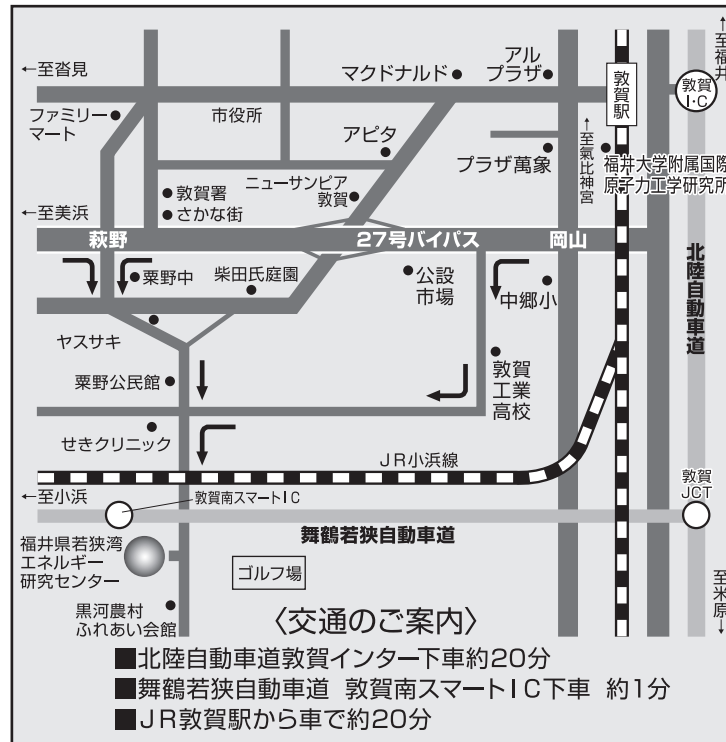 ←至沓見
マクドナルド
アル
プラザ
敦賀駅
↑至福井
敦賀
I・C
ファミリー
マート
市役所
アピタ
プラザ萬象
↑至氣比神宮
福井大学附属国際
原子力工学研究所
ニューサンピア
敦賀
敦賀署
さかな街
←至美浜
萩野
27号バイパス
岡山
北陸自動車道
粟野中
柴田氏庭園
公設
市場
中郷小
ヤスサキ
粟野公民館
敦賀
工業
高校
せきクリニック
JR小浜線
←至小浜
敦賀南スマートIC
敦賀
JCT
舞鶴若狭自動車道
福井県若狭湾
エネルギー
研究センター
ゴルフ場
至米原→
黒河農村
ふれあい会館
〈交通のご案内〉
■北陸自動車道敦賀インター下車約20分
■舞鶴若狭自動車道 敦賀南スマートIC下車 約1分
■JR敦賀駅から車で約20分